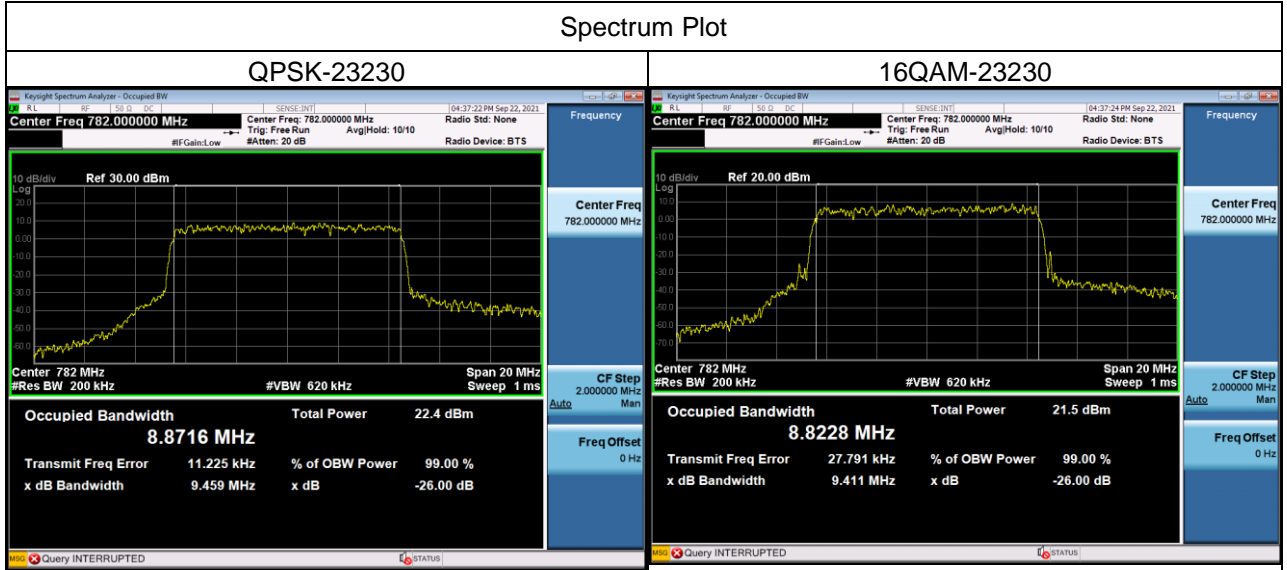 Spectrum Plot
QPSK-23230
16QAM-23230
Keysight Spectrum Analyzer - Occupied BW
RL RF 50 Ω DC SENSE:INT 04:37:22 PM Sep 22, 2021
Center Freq 782.000000 MHz
Center Freq: 782.000000 MHz
Radio Std: None
Trig: Free Run Avg|Hold: 10/10
#IFGain:Low
#Atten: 20 dB
Radio Device: BTS
10 dB/div
Ref 30.00 dBm
Log
20.0
10.0
0.00
-10.0
-20.0
-30.0
-40.0
-50.0
-60.0
Center 782 MHz
Span 20 MHz
#Res BW 200 kHz
#VBW 620 kHz
Sweep 1 ms
Occupied Bandwidth
Total Power 22.4 dBm
8.8716 MHz
Transmit Freq Error 11.225 kHz % of OBW Power 99.00 %
x dB Bandwidth 9.459 MHz x dB -26.00 dB
MSG Query INTERRUPTED
STATUS
Frequency
Center Freq
782.000000 MHz
CF Step
2.000000 MHz
Auto Man
Freq Offset
0 Hz
Keysight Spectrum Analyzer - Occupied BW
RL RF 50 Ω DC SENSE:INT 04:37:24 PM Sep 22, 2021
Center Freq 782.000000 MHz
Center Freq: 782.000000 MHz
Radio Std: None
Trig: Free Run Avg|Hold: 10/10
#IFGain:Low
#Atten: 20 dB
Radio Device: BTS
10 dB/div
Ref 20.00 dBm
Log
10.0
0.00
-10.0
-20.0
-30.0
-40.0
-50.0
-60.0
-70.0
Center 782 MHz
Span 20 MHz
#Res BW 200 kHz
#VBW 620 kHz
Sweep 1 ms
Occupied Bandwidth
Total Power 21.5 dBm
8.8228 MHz
Transmit Freq Error 27.791 kHz % of OBW Power 99.00 %
x dB Bandwidth 9.411 MHz x dB -26.00 dB
MSG Query INTERRUPTED
STATUS
Frequency
Center Freq
782.000000 MHz
CF Step
2.000000 MHz
Auto Man
Freq Offset
0 Hz